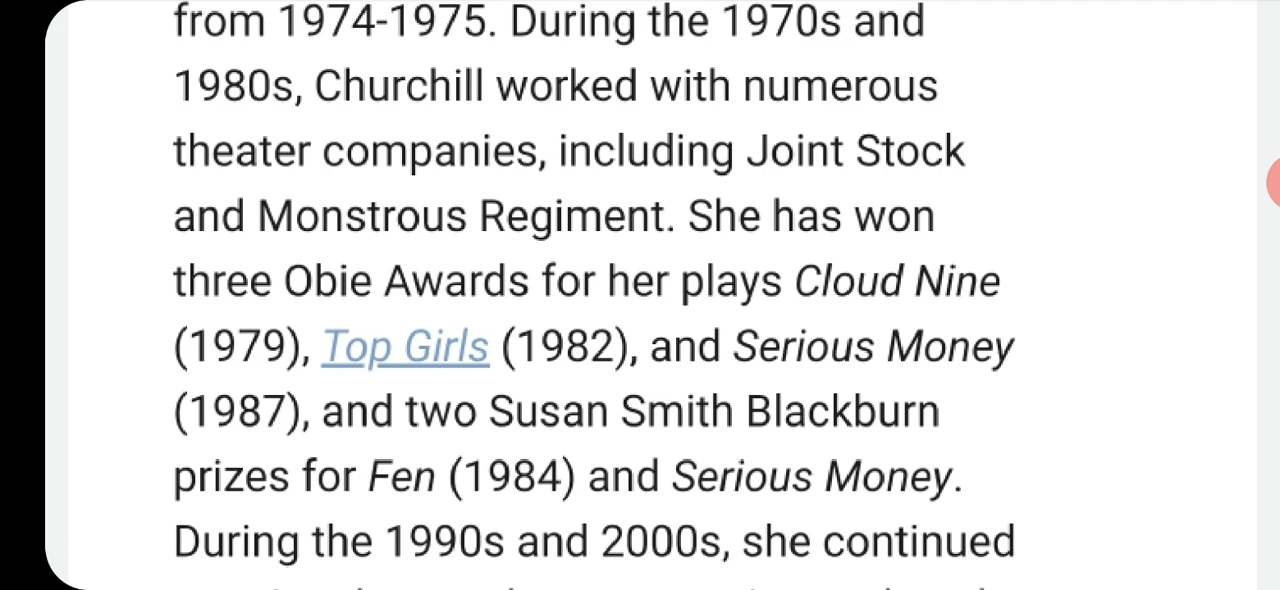 from 1974-1975. During the 1970s and
1980s, Churchill worked with numerous
theater companies, including Joint Stock
and Monstrous Regiment. She has won
three Obie Awards for her plays Cloud Nine
(1979), Top Girls (1982), and Serious Money
(1987), and two Susan Smith Blackburn
prizes for Fen (1984) and Serious Money.
During the 1990s and 2000s, she continued